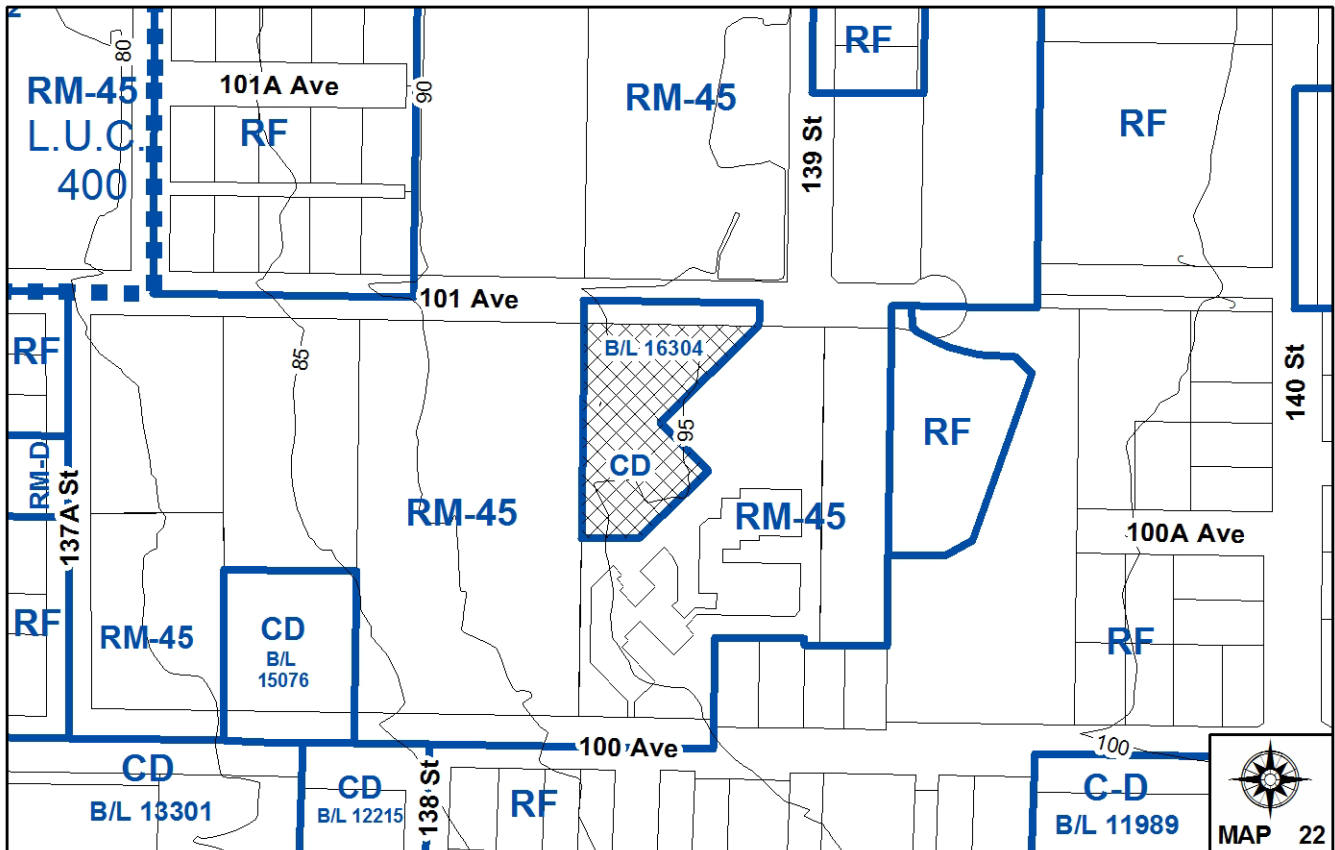 2
80
RM-45
L.U.C.
400
101A Ave
RF
90
RM-45
RF
139 St
RF
101 Ave
140 St
RF
85
B/L 16304
RF
RM-D
137A St
CD
95
RM-45
RM-45
100A Ave
RF
RM-45
CD
B/L
15076
RF
100 Ave
100
CD
B/L 13301
CD
B/L 12215
138 St
RF
C-D
B/L 11989
MAP 22